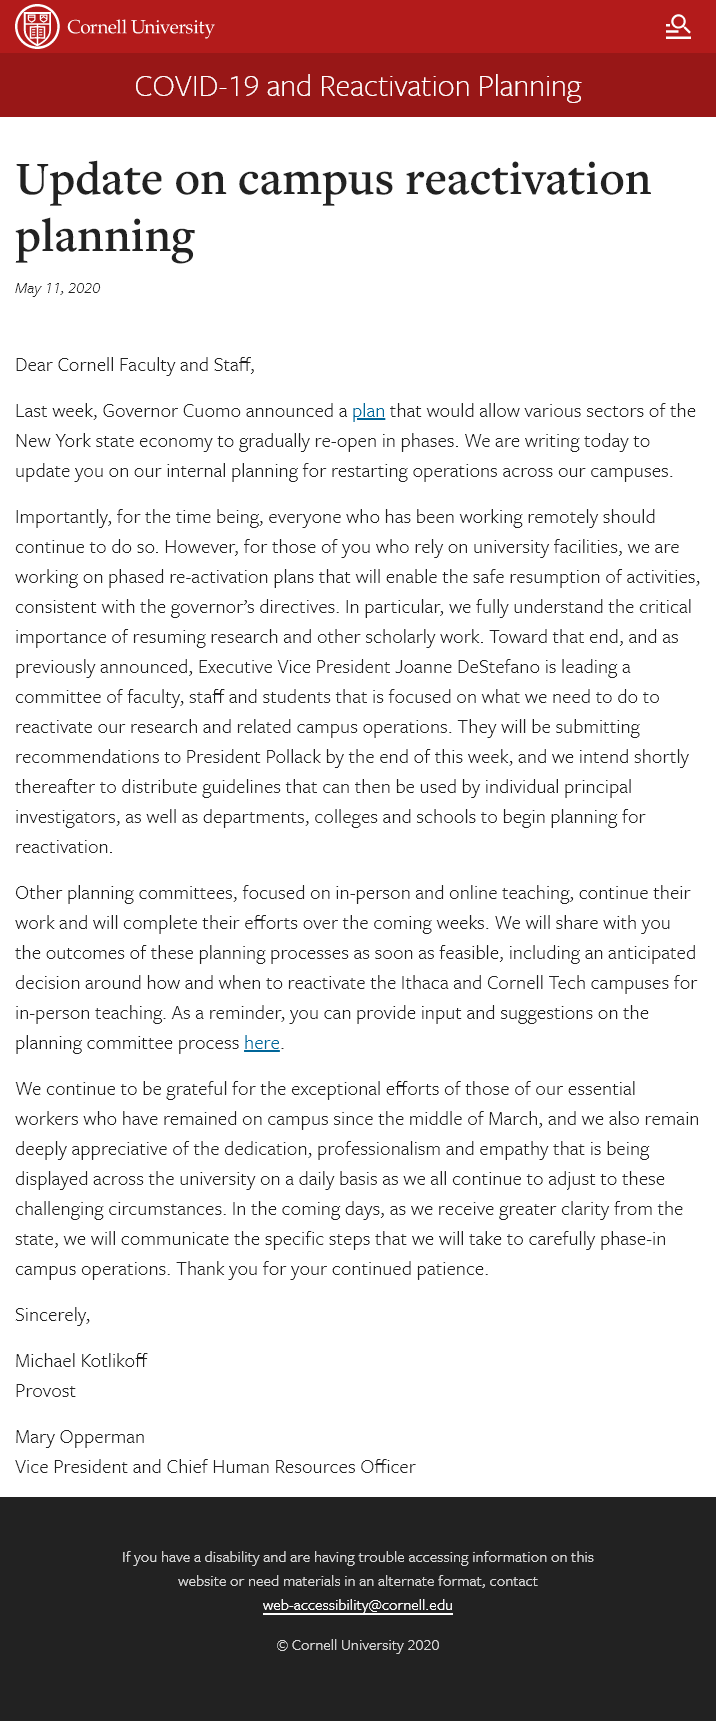 Cornell University
COVID-19 and Reactivation Planning
Update on campus reactivation
planning
May 11, 2020
Dear Cornell Faculty and Staff,
Last week, Governor Cuomo announced a plan that would allow various sectors of the
New York state economy to gradually re-open in phases. We are writing today to
update you on our internal planning for restarting operations across our campuses.
Importantly, for the time being, everyone who has been working remotely should
continue to do so. However, for those of you who rely on university facilities, we are
working on phased re-activation plans that will enable the safe resumption of activities,
consistent with the governor’s directives. In particular, we fully understand the critical
importance of resuming research and other scholarly work. Toward that end, and as
previously announced, Executive Vice President Joanne DeStefano is leading a
committee of faculty, staff and students that is focused on what we need to do to
reactivate our research and related campus operations. They will be submitting
recommendations to President Pollack by the end of this week, and we intend shortly
thereafter to distribute guidelines that can then be used by individual principal
investigators, as well as departments, colleges and schools to begin planning for
reactivation.
Other planning committees, focused on in-person and online teaching, continue their
work and will complete their efforts over the coming weeks. We will share with you
the outcomes of these planning processes as soon as feasible, including an anticipated
decision around how and when to reactivate the Ithaca and Cornell Tech campuses for
in-person teaching. As a reminder, you can provide input and suggestions on the
planning committee process here.
We continue to be grateful for the exceptional efforts of those of our essential
workers who have remained on campus since the middle of March, and we also remain
deeply appreciative of the dedication, professionalism and empathy that is being
displayed across the university on a daily basis as we all continue to adjust to these
challenging circumstances. In the coming days, as we receive greater clarity from the
state, we will communicate the specific steps that we will take to carefully phase-in
campus operations. Thank you for your continued patience.
Sincerely,
Michael Kotlikoff
Provost
Mary Opperman
Vice President and Chief Human Resources Officer
If you have a disability and are having trouble accessing information on this
website or need materials in an alternate format, contact
web-accessibility@cornell.edu
© Cornell University 2020